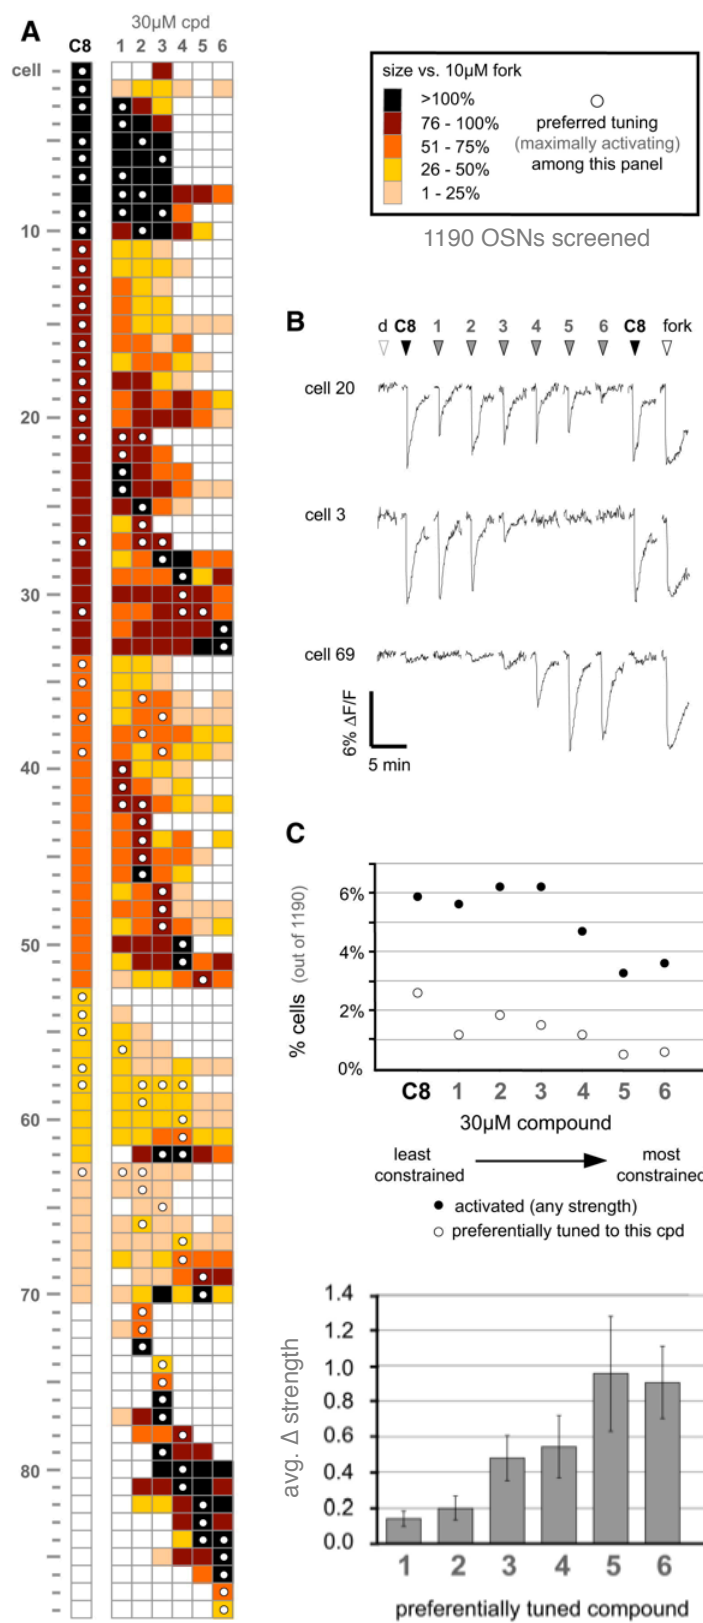 A
30µM cpd
C8 1 2 3 4 5 6
cell
10
20
30
40
50
60
70
80
size vs. 10µM fork
>100%
76 - 100%
51 - 75%
26 - 50%
1 - 25%
preferred tuning
(maximally activating)
among this panel
1190 OSNs screened
B
d C8 1 2 3 4 5 6 C8 fork
cell 20
cell 3
cell 69
6% ΔF/F
5 min
C
% cells (out of 1190)
6%
4%
2%
0%
C8 1 2 3 4 5 6
30µM compound
least
constrained
most
constrained
activated (any strength)
preferentially tuned to this cpd
avg. Δ strength
1.4
1.2
1.0
0.8
0.6
0.4
0.2
0.0
1 2 3 4 5 6
preferentially tuned compound